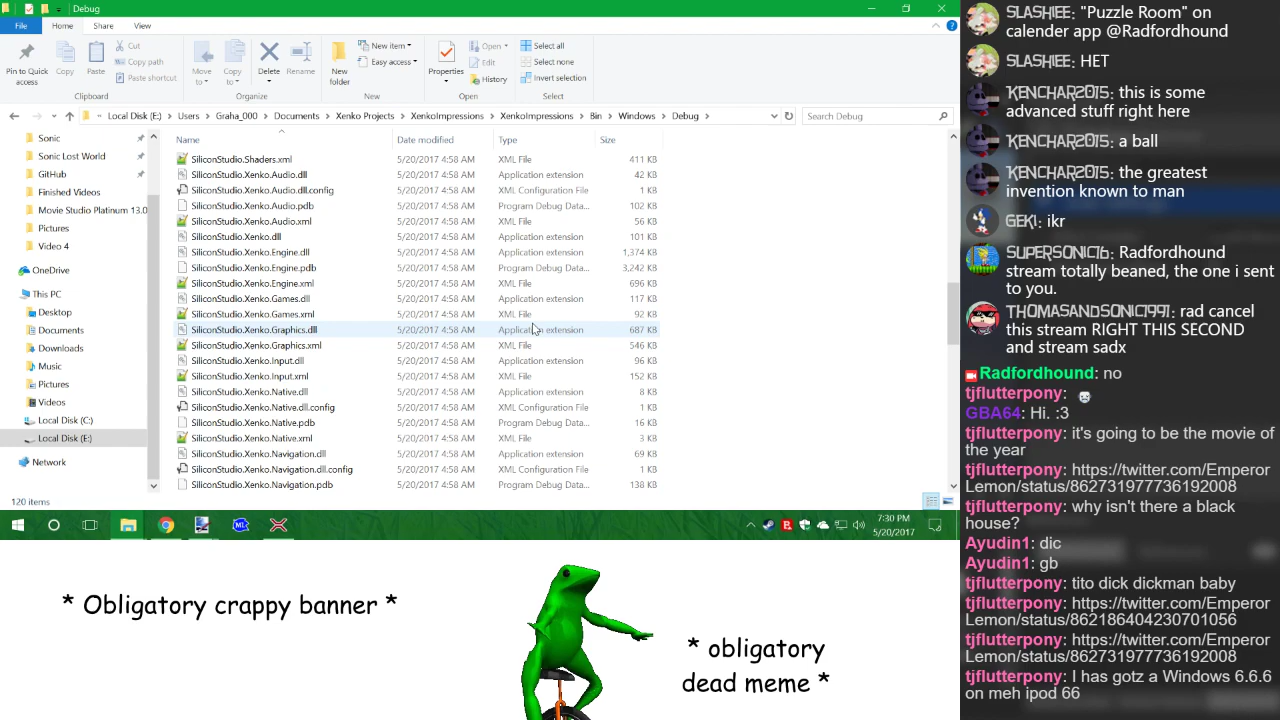 Debug
File Home Share View
Pin to Quick access
Copy
Paste
Cut
Copy path
Paste shortcut
Clipboard
Move to
Copy to
Delete
Rename
Organize
New folder
New item
Easy access
New
Properties
Open
Edit
History
Open
Select all
Select none
Invert selection
Select
Local Disk (E:) > Users > Graha_000 > Documents > Xenko Projects > XenkoImpressions > XenkoImpressions > Bin > Windows > Debug >
Search Debug
Sonic
Sonic Lost World
GitHub
Finished Videos
Movie Studio Platinum 13.0
Pictures
Video 4
OneDrive
This PC
Desktop
Documents
Downloads
Music
Pictures
Videos
Local Disk (C:)
Local Disk (E:)
Network
Name Date modified Type Size
SiliconStudio.Shaders.xml 5/20/2017 4:58 AM XML File 411 KB
SiliconStudio.Xenko.Audio.dll 5/20/2017 4:58 AM Application extension 42 KB
SiliconStudio.Xenko.Audio.dll.config 5/20/2017 4:58 AM XML Configuration File 1 KB
SiliconStudio.Xenko.Audio.pdb 5/20/2017 4:58 AM Program Debug Data... 102 KB
SiliconStudio.Xenko.Audio.xml 5/20/2017 4:58 AM XML File 56 KB
SiliconStudio.Xenko.dll 5/20/2017 4:58 AM Application extension 101 KB
SiliconStudio.Xenko.Engine.dll 5/20/2017 4:58 AM Application extension 1,374 KB
SiliconStudio.Xenko.Engine.pdb 5/20/2017 4:58 AM Program Debug Data... 3,242 KB
SiliconStudio.Xenko.Engine.xml 5/20/2017 4:58 AM XML File 696 KB
SiliconStudio.Xenko.Games.dll 5/20/2017 4:58 AM Application extension 117 KB
SiliconStudio.Xenko.Games.xml 5/20/2017 4:58 AM XML File 92 KB
SiliconStudio.Xenko.Graphics.dll 5/20/2017 4:58 AM Application extension 687 KB
SiliconStudio.Xenko.Graphics.xml 5/20/2017 4:58 AM XML File 546 KB
SiliconStudio.Xenko.Input.dll 5/20/2017 4:58 AM Application extension 96 KB
SiliconStudio.Xenko.Input.xml 5/20/2017 4:58 AM XML File 152 KB
SiliconStudio.Xenko.Native.dll 5/20/2017 4:58 AM Application extension 8 KB
SiliconStudio.Xenko.Native.dll.config 5/20/2017 4:58 AM XML Configuration File 1 KB
SiliconStudio.Xenko.Native.pdb 5/20/2017 4:58 AM Program Debug Data... 16 KB
SiliconStudio.Xenko.Native.xml 5/20/2017 4:58 AM XML File 3 KB
SiliconStudio.Xenko.Navigation.dll 5/20/2017 4:58 AM Application extension 69 KB
SiliconStudio.Xenko.Navigation.dll.config 5/20/2017 4:58 AM XML Configuration File 1 KB
SiliconStudio.Xenko.Navigation.pdb 5/20/2017 4:58 AM Program Debug Data... 138 KB
120 items
7:30 PM
5/20/2017
* Obligatory crappy banner *
* obligatory
dead meme *
SLASHIEE: "Puzzle Room" on
calender app @Radfordhound
SLASHIEE: HET
KENCHAR2015: this is some
advanced stuff right here
KENCHAR2015: a ball
KENCHAR2015: the greatest
invention known to man
GEKI: ikr
SUPERSONIC76: Radfordhound
stream totally beaned, the one i sent
to you.
THOMASANDSONIC1991: rad cancel
this stream RIGHT THIS SECOND
and stream sadx
Radfordhound: no
tjflutterpony:
GBA64: Hi. :3
tjflutterpony: it's going to be the movie of
the year
tjflutterpony: https://twitter.com/Emperor
Lemon/status/862731977736192008
tjflutterpony: why isn't there a black
house?
Ayudin1: dic
Ayudin1: gb
tjflutterpony: tito dick dickman baby
tjflutterpony: https://twitter.com/Emperor
Lemon/status/862186404230701056
tjflutterpony: https://twitter.com/Emperor
Lemon/status/862731977736192008
tjflutterpony: I has gotz a Windows 6.6.6
on meh ipod 66